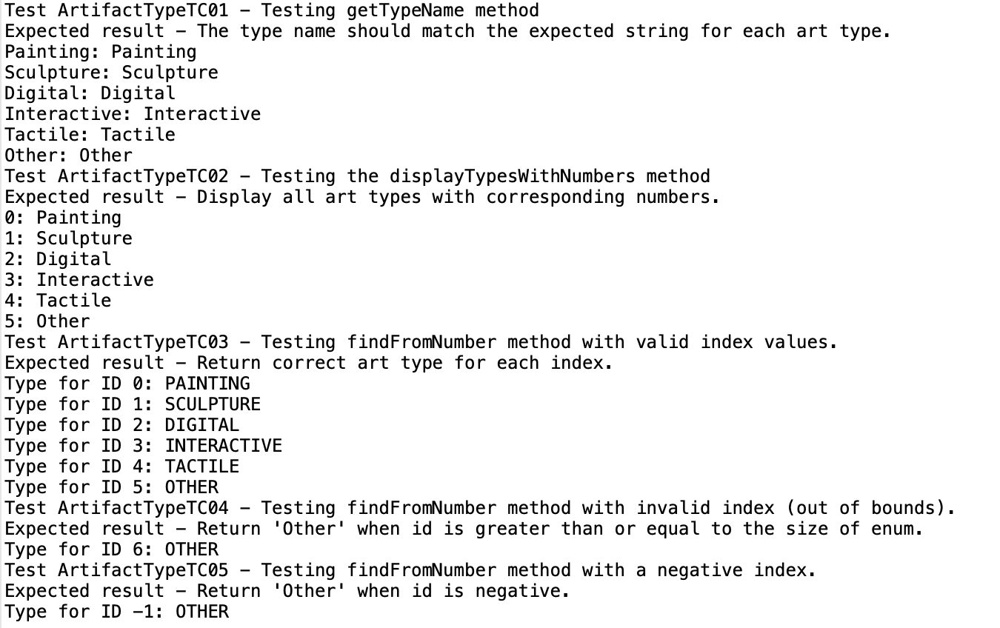 Test ArtifactTypeTC01 – Testing getTypeName method
Expected result – The type name should match the expected string for each art type.
Painting: Painting
Sculpture: Sculpture
Digital: Digital
Interactive: Interactive
Tactile: Tactile
Other: Other
Test ArtifactTypeTC02 – Testing the displayTypesWithNumbers method
Expected result – Display all art types with corresponding numbers.
0: Painting
1: Sculpture
2: Digital
3: Interactive
4: Tactile
5: Other
Test ArtifactTypeTC03 – Testing findFromNumber method with valid index values.
Expected result – Return correct art type for each index.
Type for ID 0: PAINTING
Type for ID 1: SCULPTURE
Type for ID 2: DIGITAL
Type for ID 3: INTERACTIVE
Type for ID 4: TACTILE
Type for ID 5: OTHER
Test ArtifactTypeTC04 – Testing findFromNumber method with invalid index (out of bounds).
Expected result – Return 'Other' when id is greater than or equal to the size of enum.
Type for ID 6: OTHER
Test ArtifactTypeTC05 – Testing findFromNumber method with a negative index.
Expected result – Return 'Other' when id is negative.
Type for ID –1: OTHER